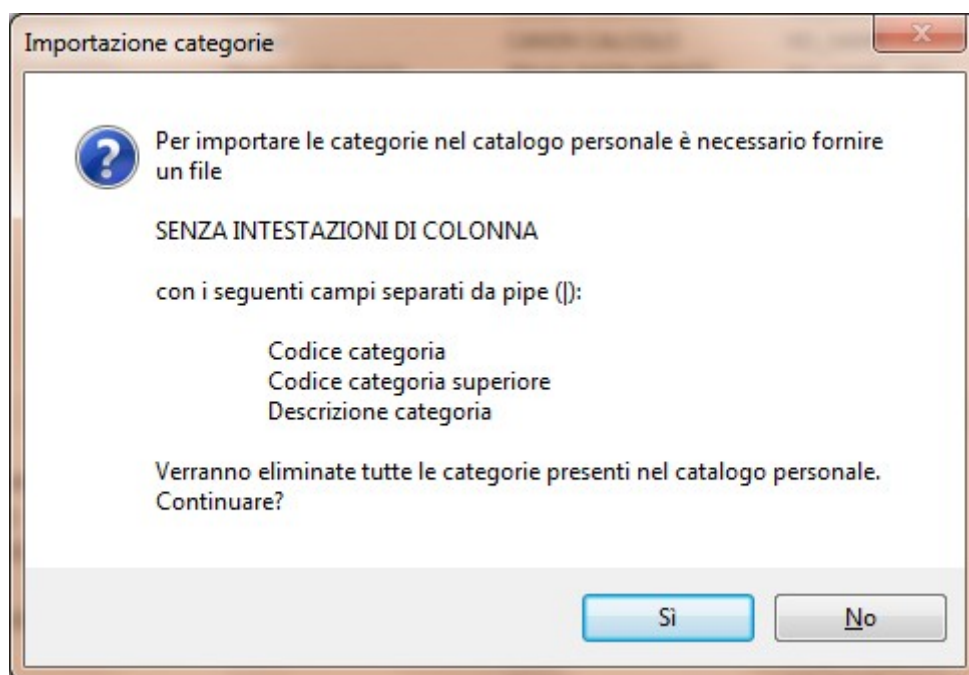 Importazione categorie
Per importare le categorie nel catalogo personale è necessario fornire
un file
SENZA INTESTAZIONI DI COLONNA
con i seguenti campi separati da pipe (|):
Codice categoria
Codice categoria superiore
Descrizione categoria
Verranno eliminate tutte le categorie presenti nel catalogo personale.
Continuare?
Sì
No